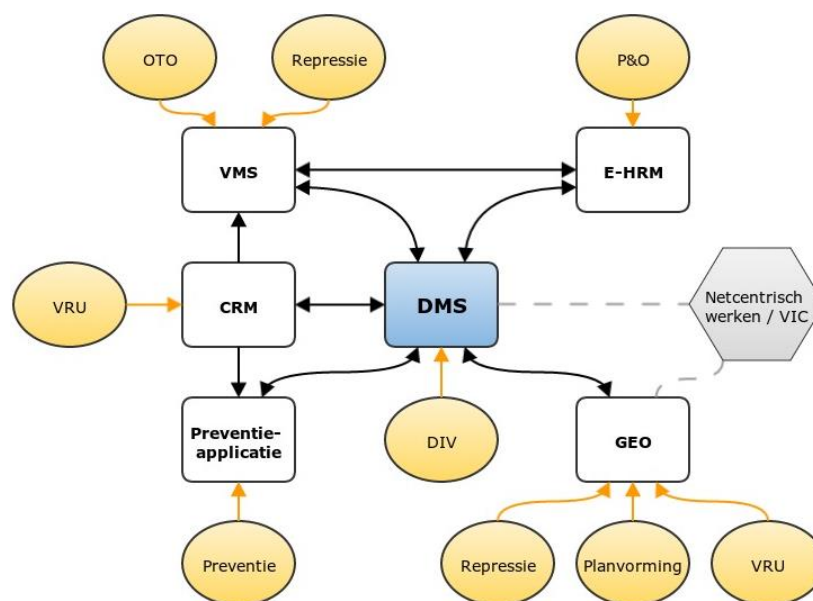 OTO
Repressie
P&O
VMS
E-HRM
VRU
CRM
DMS
Netcentrisch
werken / VIC
Preventie-
applicatie
DIV
GEO
Preventie
Repressie
Planvorming
VRU